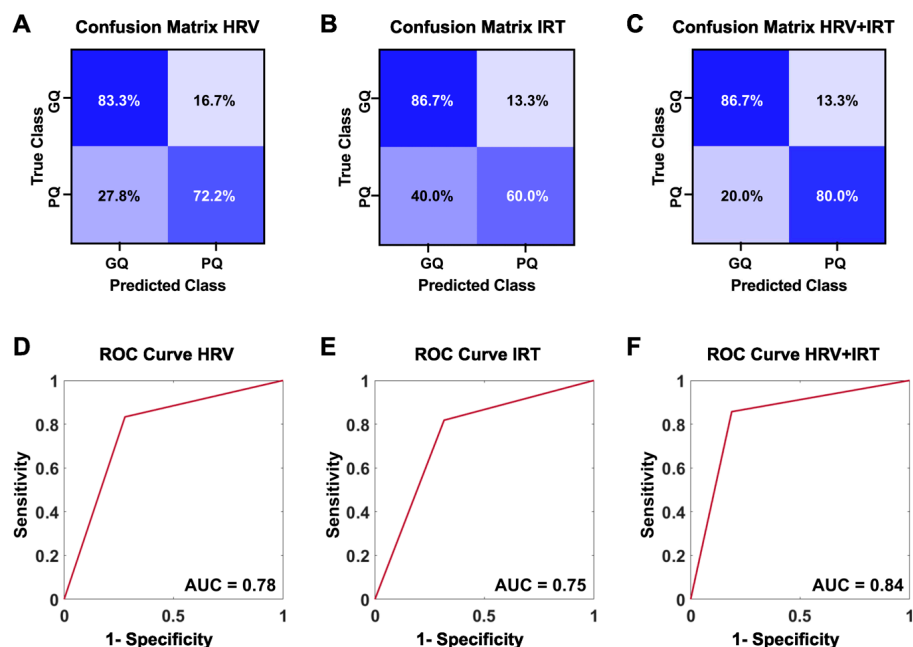 A
Confusion Matrix HRV
True Class
GQ
83.3%
16.7%
PQ
27.8%
72.2%
GQ
PQ
Predicted Class
B
Confusion Matrix IRT
True Class
GQ
86.7%
13.3%
PQ
40.0%
60.0%
GQ
PQ
Predicted Class
C
Confusion Matrix HRV+IRT
True Class
GQ
86.7%
13.3%
PQ
20.0%
80.0%
GQ
PQ
Predicted Class
D
ROC Curve HRV
Sensitivity
1
0.8
0.6
0.4
0.2
0
AUC = 0.78
0
0.5
1
1- Specificity
E
ROC Curve IRT
Sensitivity
1
0.8
0.6
0.4
0.2
0
AUC = 0.75
0
0.5
1
1- Specificity
F
ROC Curve HRV+IRT
Sensitivity
1
0.8
0.6
0.4
0.2
0
AUC = 0.84
0
0.5
1
1- Specificity